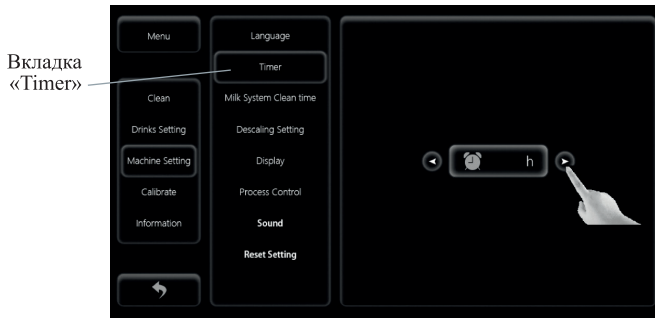 Вкладка
«Timer»
Menu
Clean
Drinks Setting
Machine Setting
Calibrate
Information
Language
Timer
Milk System Clean time
Descaling Setting
Display
Process Control
Sound
Reset Setting
h